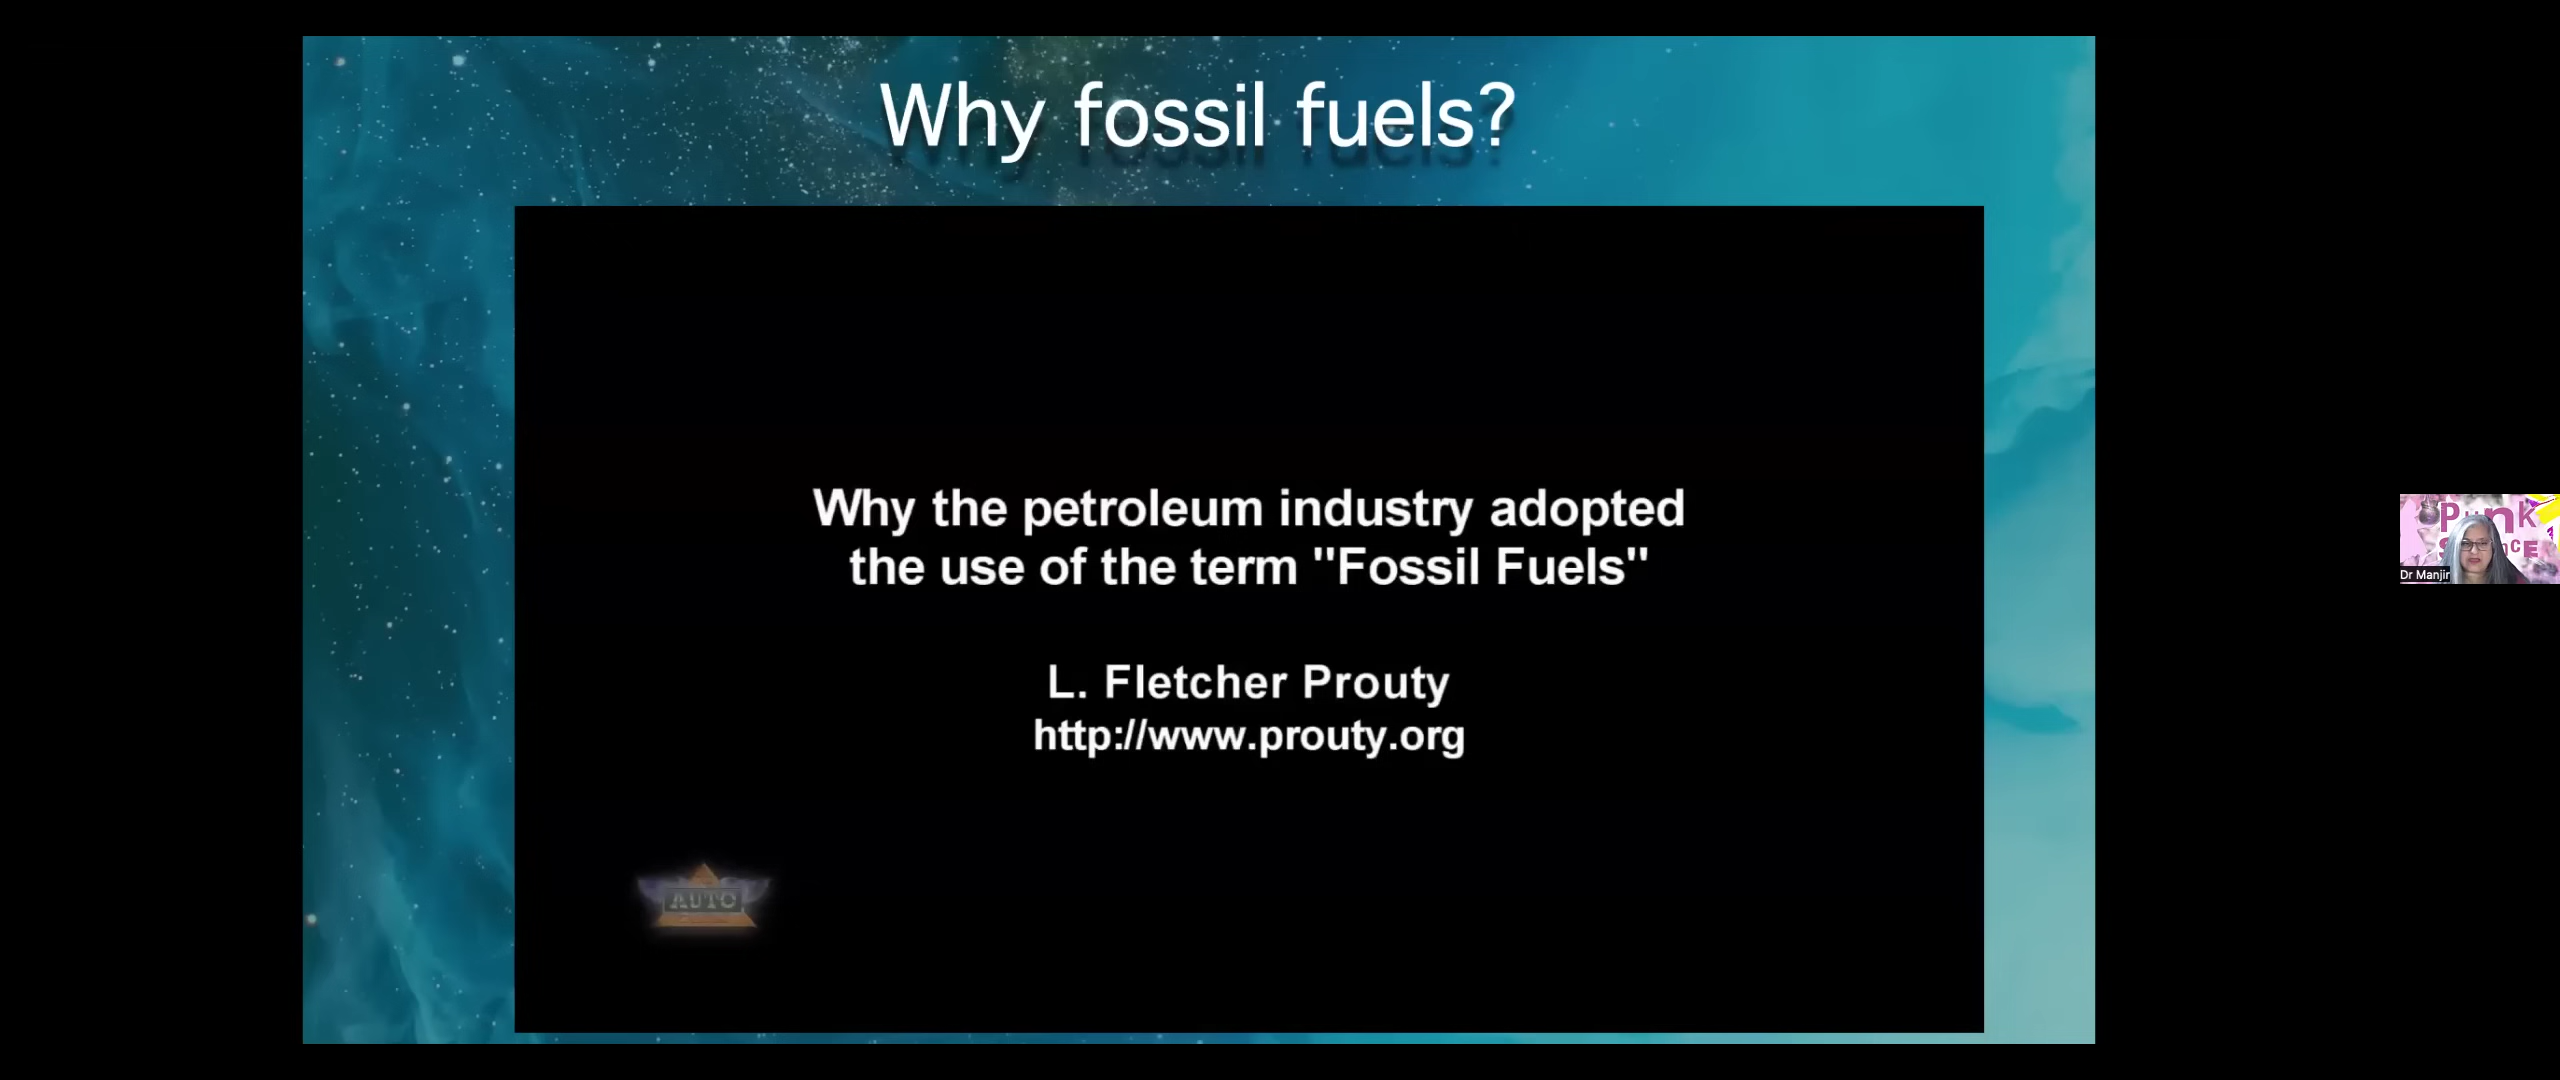 Why fossil fuels?
Why the petroleum industry adopted
the use of the term "Fossil Fuels"
L. Fletcher Prouty
http://www.prouty.org
AUTO
Punk
Dr Manjir